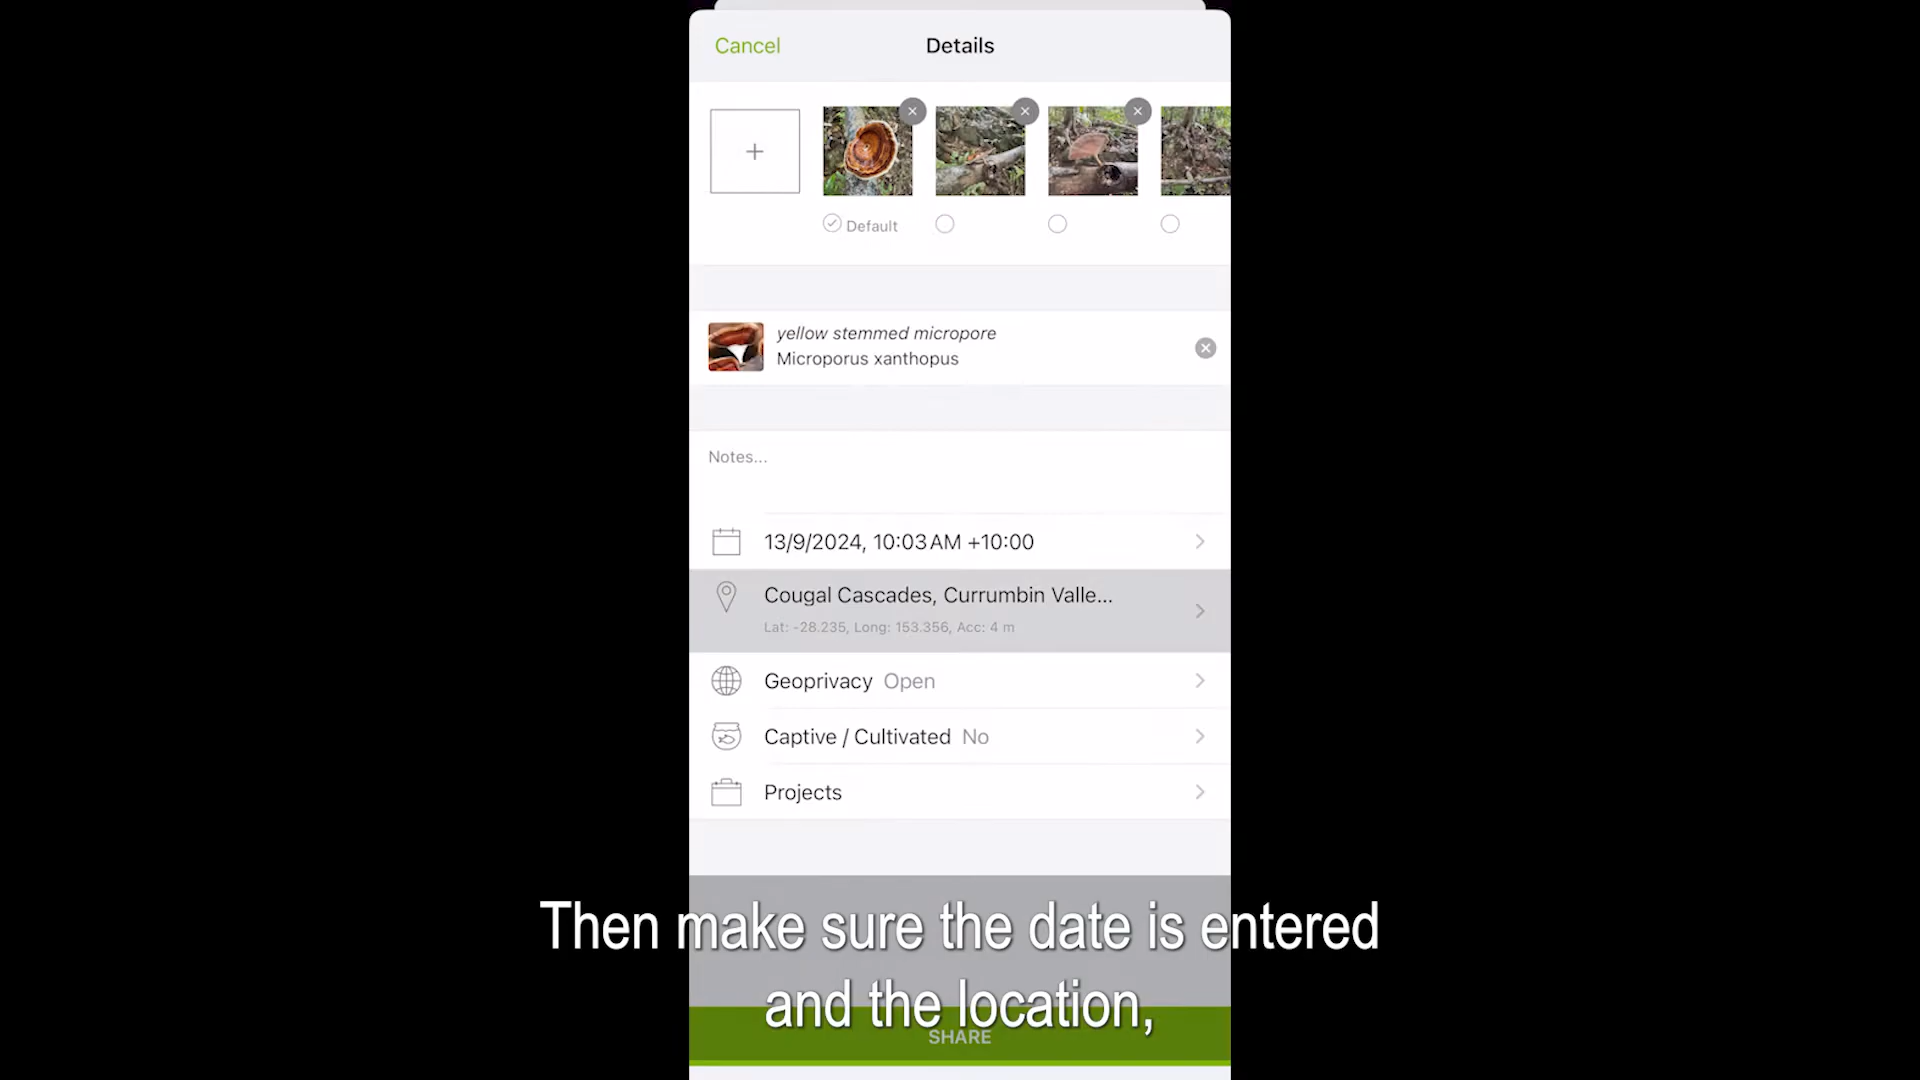 Cancel
Details
Default
yellow stemmed micropore
Microporus xanthopus
Notes...
13/9/2024, 10:03 AM +10:00
Cougal Cascades, Currumbin Valle...
Lat: -28.235, Long: 153.356, Acc: 4 m
Geoprivacy Open
Captive / Cultivated No
Projects
Then make sure the date is entered
and the location,
SHARE